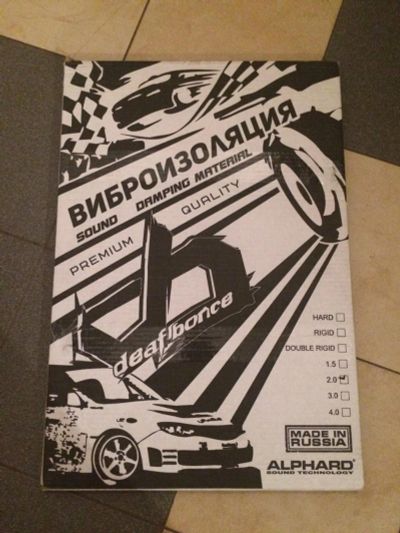 ВИБРОИЗОЛЯЦИЯ
SOUND DAMPING MATERIAL
PREMIUM QUALITY
deaf bonce
HARD
RIGID
DOUBLE RIGID
1.5
2.0
3.0
4.0
MADE IN
RUSSIA
ALPHARD®
SOUND TECHNOLOGY